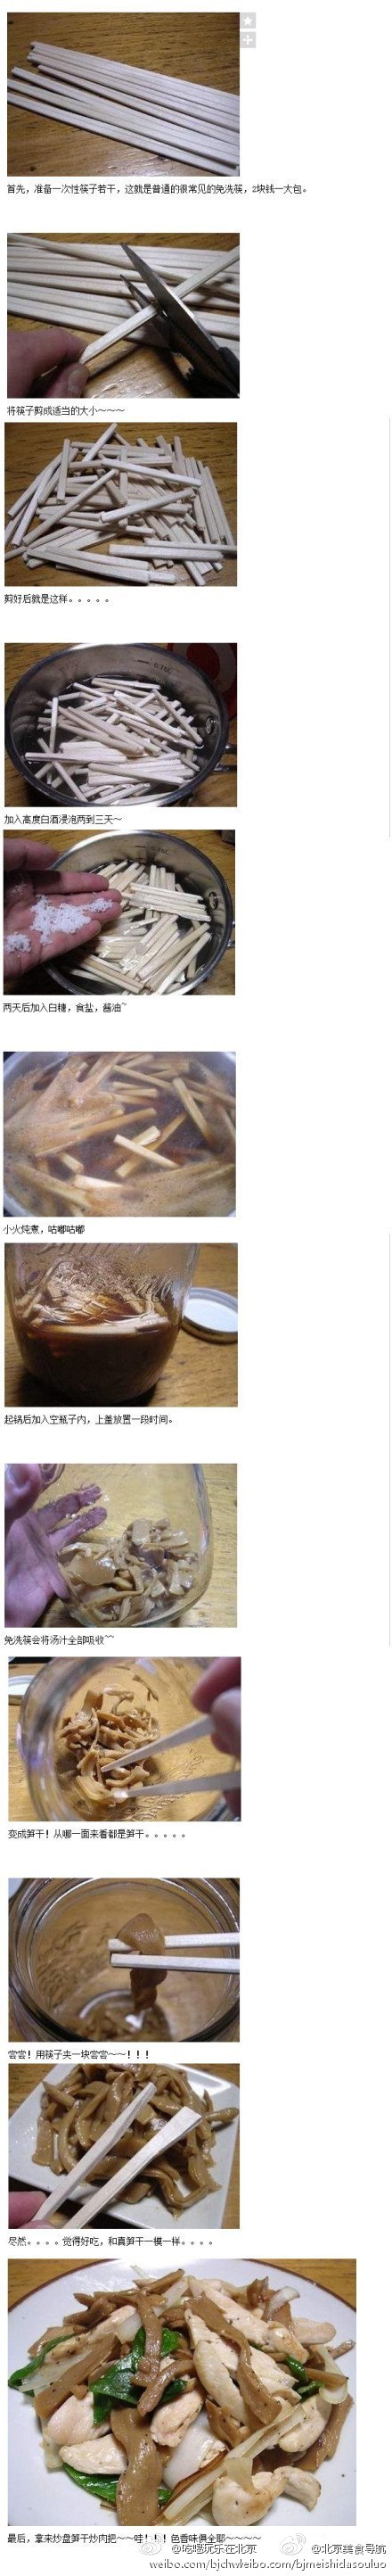 首先，准备一次性筷子若干，这就是普通的很常见的免洗筷，2块钱一大包。
将筷子剪成适当的大小～～～
剪好后就是这样。。。。。
加入高度白酒浸泡两到三天～
两天后加入白糖，食盐，酱油~
小火炖煮，咕嘟咕嘟
起锅后加入空瓶子内，上盖放置一段时间。
免洗筷会将汤汁全部吸收~~
变成笋干！从哪一面来看都是笋干。。。。。
尝尝！用筷子夹一块尝尝～～！！！
尽然。。。。觉得好吃，和真笋干一模一样。。。。
最后，拿来炒盘笋干炒肉把～～哇！！！色香味俱全耶～～～～
@吃喝玩乐在北京
@北京美食导航
weibo.com/bjchweibo.com/bjmeishidasouluo